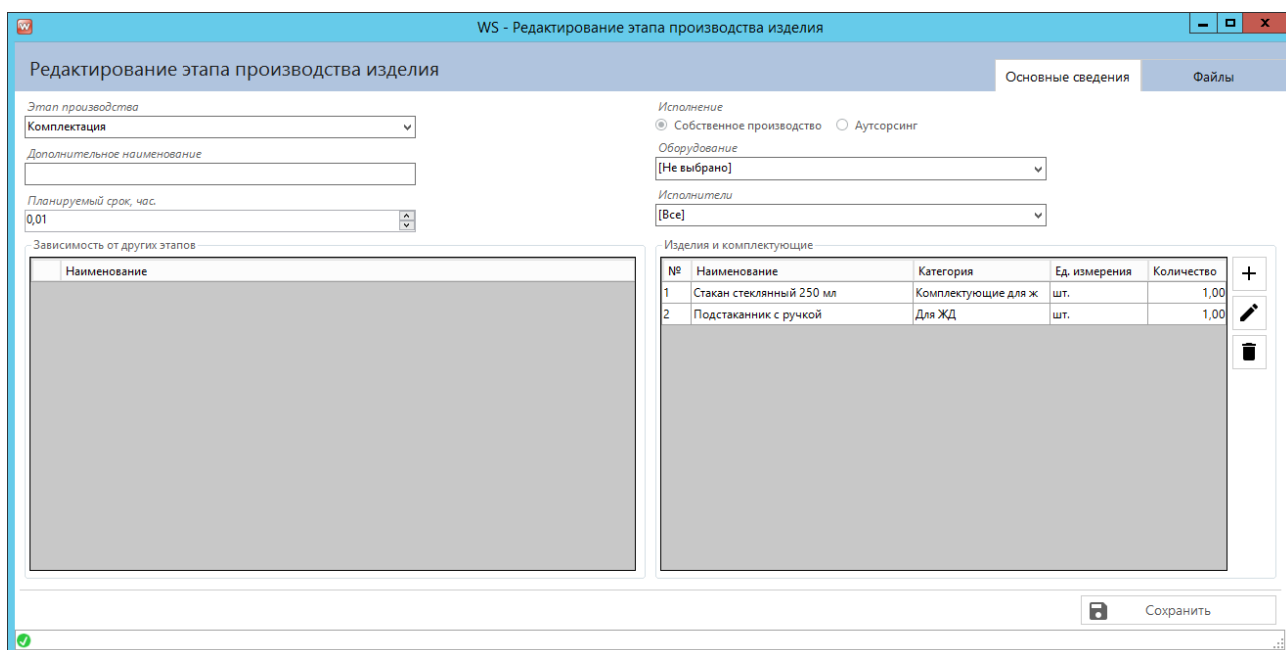 WS - Редактирование этапа производства изделия
Редактирование этапа производства изделия
Основные сведения
Файлы
Этап производства
Комплектация
Дополнительное наименование
Планируемый срок, час.
0,01
Исполнение
Собственное производство Аутсорсинг
Оборудование
[Не выбрано]
Исполнители
[Все]
Зависимость от других этапов
Наименование
Изделия и комплектующие
№ Наименование Категория Ед. измерения Количество
1 Стакан стеклянный 250 мл Комплектующие для ж шт. 1,00
2 Подстаканник с ручкой Для ЖД шт. 1,00
Сохранить